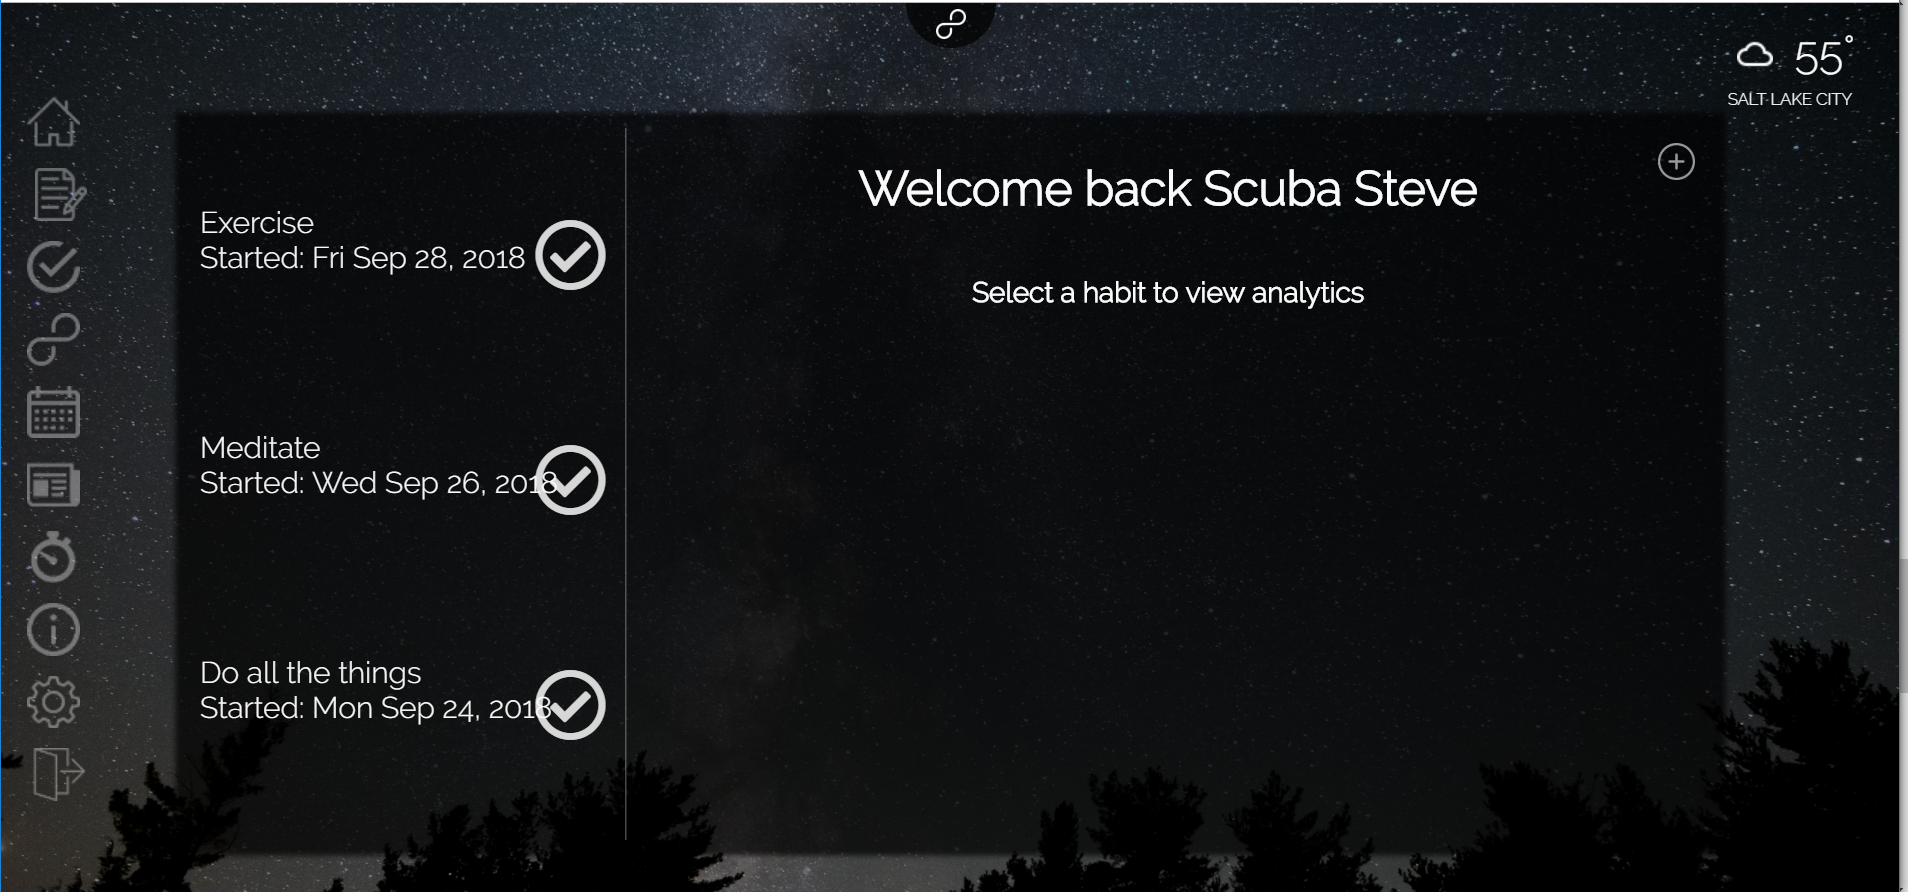 55°
SALT LAKE CITY
Welcome back Scuba Steve
Select a habit to view analytics
Exercise
Started: Fri Sep 28, 2018
Meditate
Started: Wed Sep 26, 2018
Do all the things
Started: Mon Sep 24, 2018